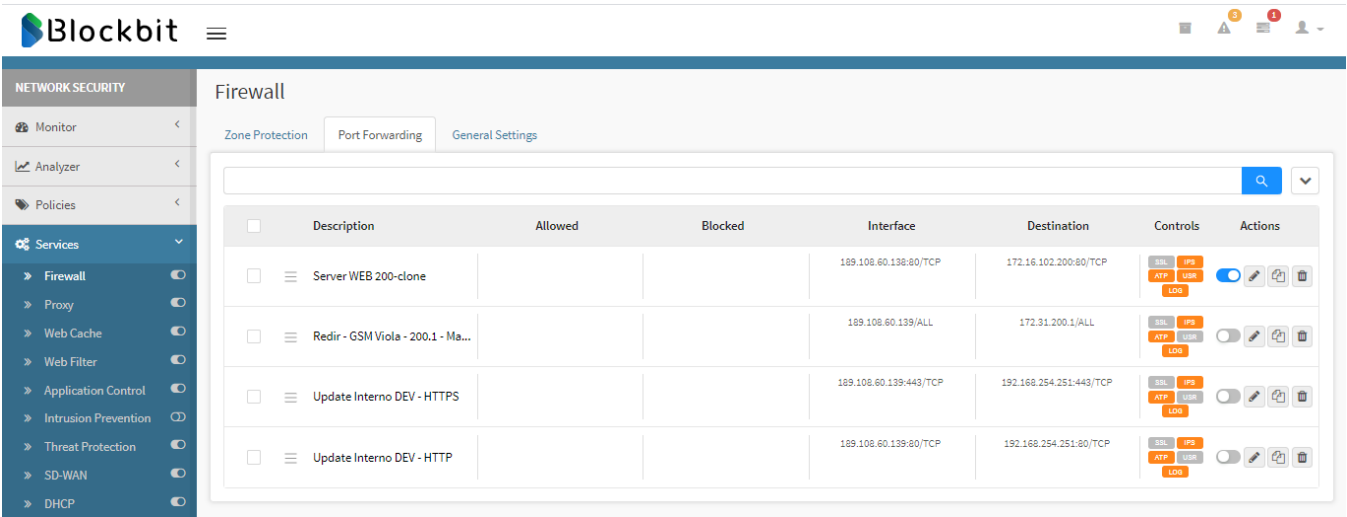 Blockbit
3
1
NETWORK SECURITY
Monitor
Analyzer
Policies
Services
Firewall
Proxy
Web Cache
Web Filter
Application Control
Intrusion Prevention
Threat Protection
SD-WAN
DHCP
Firewall
Zone Protection Port Forwarding General Settings
Description Allowed Blocked Interface Destination Controls Actions
Server WEB 200-clone 189.108.60.138:80/TCP 172.16.102.200:80/TCP SSL IPS
ATP USR
LOG
Redir - GSM Viola - 200.1 - Ma... 189.108.60.139/ALL 172.31.200.1/ALL SSL IPS
ATP USR
LOG
Update Interno DEV - HTTPS 189.108.60.139:443/TCP 192.168.254.251:443/TCP SSL IPS
ATP USR
LOG
Update Interno DEV - HTTP 189.108.60.139:80/TCP 192.168.254.251:80/TCP SSL IPS
ATP USR
LOG